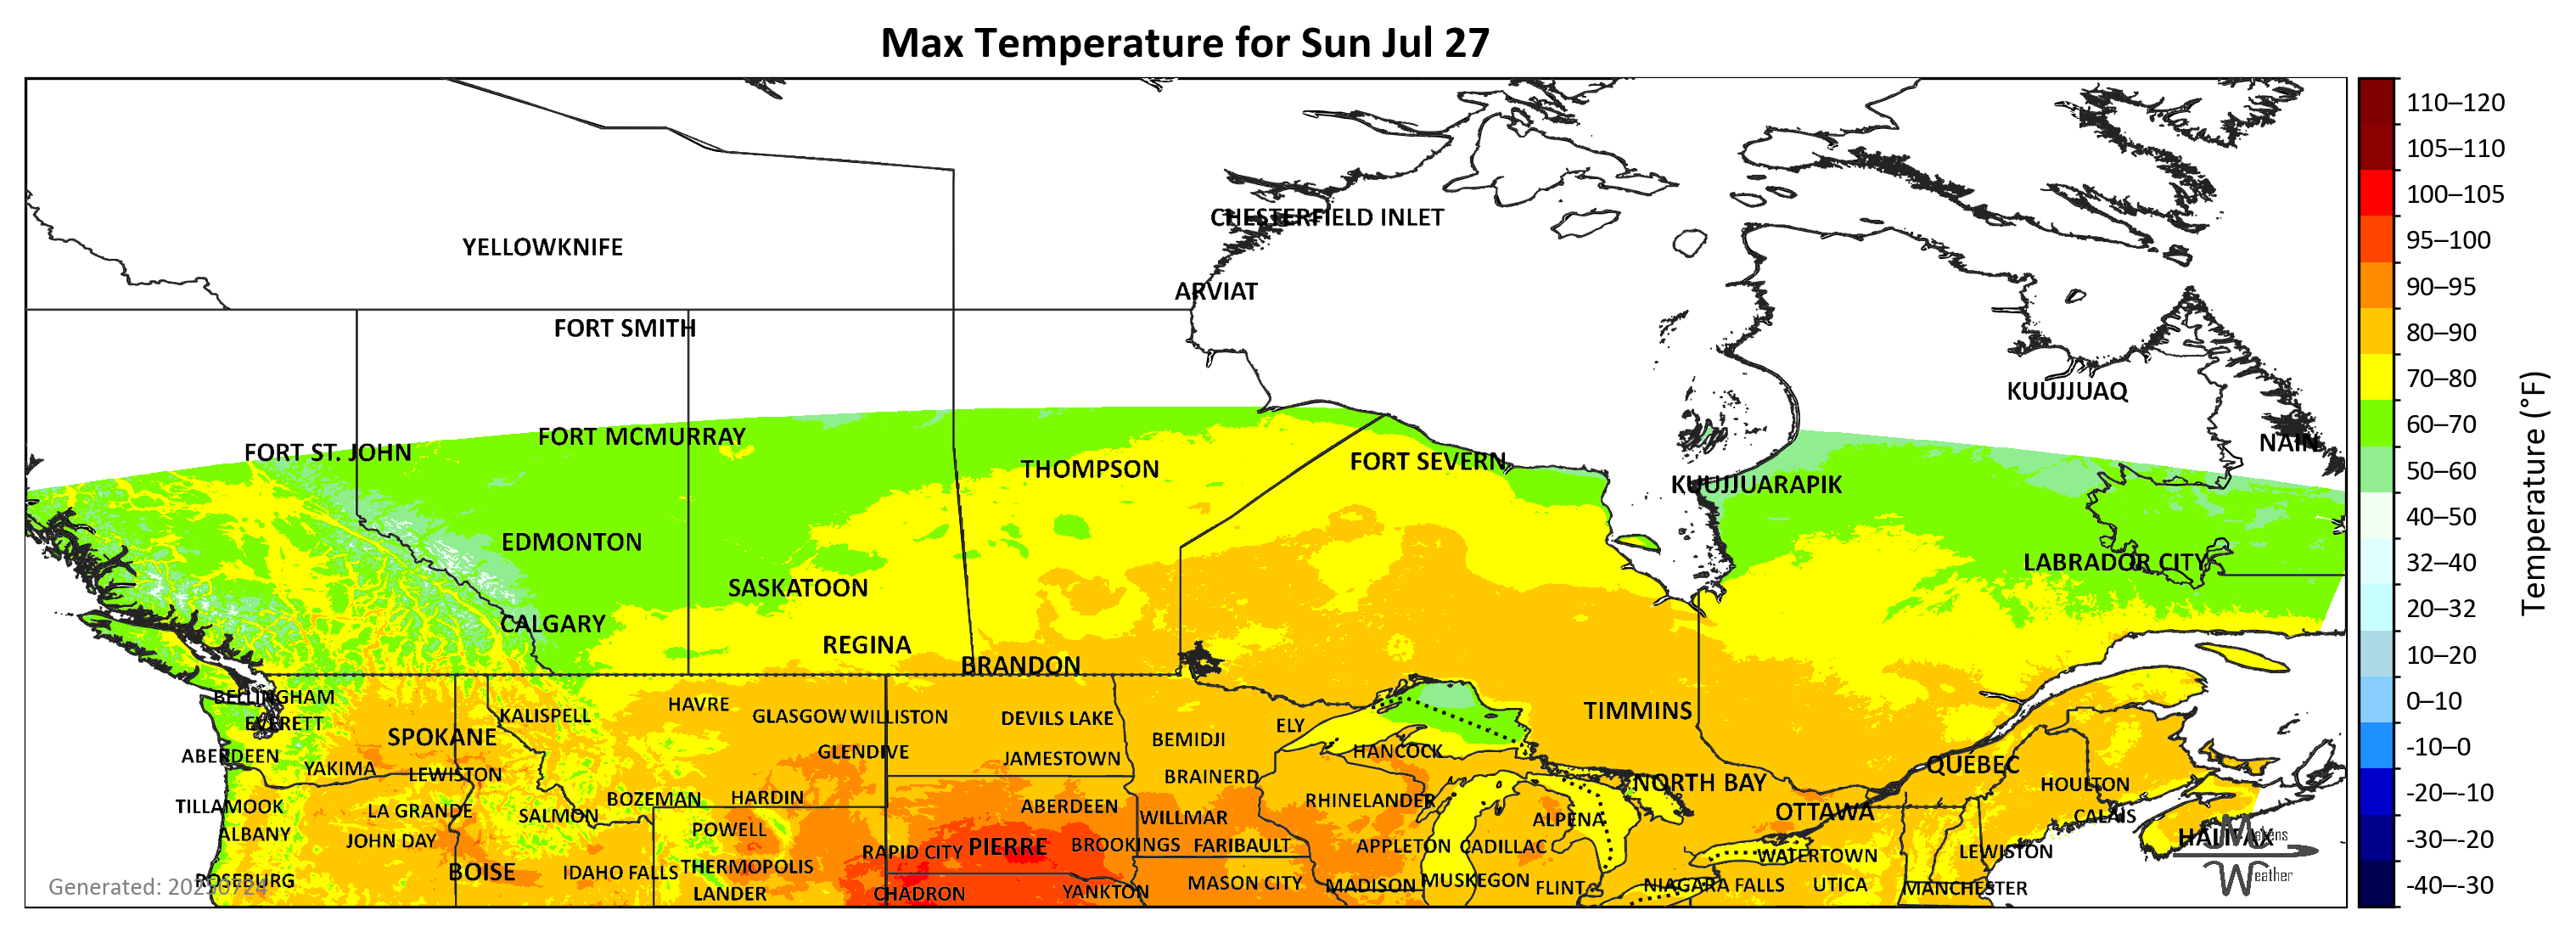 Max Temperature for Sun Jul 27
110–120
105–110
100–105
95–100
90–95
80–90
70–80
60–70
50–60
40–50
32–40
20–32
10–20
0–10
-10–0
-20–-10
-30–-20
-40–-30
Temperature (°F)
CHESTERFIELD INLET
YELLOWKNIFE
ARVIAT
FORT SMITH
KUUJJUAQ
FORT MCMURRAY
NAIN
FORT ST. JOHN
FORT SEVERN
THOMPSON
KUUJJUARAPIK
EDMONTON
LABRADOR CITY
SASKATOON
CALGARY
REGINA
BRANDON
BELLINGHAM
HAVRE
TIMMINS
KALISPELL
GLASGOW
WILLISTON
DEVILS LAKE
EVERETT
ELY
SPOKANE
BEMIDJI
ABERDEEN
GLENDIVE
JAMESTOWN
HANCOCK
QUÉBEC
YAKIMA
LEWISTON
BRAINERD
NORTH BAY
HOULTON
BOZEMAN
HARDIN
RHINELANDER
TILLAMOOK
LA GRANDE
SALMON
ABERDEEN
WILLMAR
ALPENA
OTTAWA
CALAIS
ALBANY
JOHN DAY
POWELL
HALIFAX
Makens
RAPID CITY
PIERRE
BROOKINGS
FARIBAULT
APPLETON
CADILLAC
WATERTOWN
LEWISTON
BOISE
IDAHO FALLS
THERMOPOLIS
Weather
ROSEBURG
Generated: 20250724
LANDER
CHADRON
YANKTON
MASON CITY
MADISON
MUSKEGON
FLINT
NIAGARA FALLS
UTICA
MANCHESTER